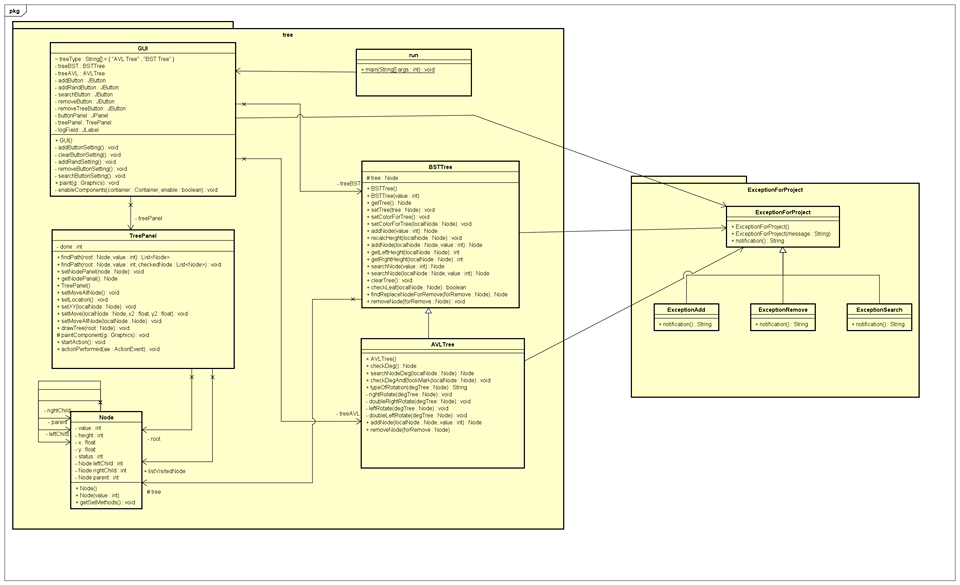 pkg
tree
GUI
~ treeType : String[] = { "AVL Tree" , "BST Tree" }
- treeBST : BSTTree
- treeAVL : AVLTree
- addButton : JButton
- addRandButton : JButton
- searchButton : JButton
- removeButton : JButton
- removeTreeButton : JButton
- buttonPanel : JPanel
- treePanel : TreePanel
- logField : JLabel
+ GUI()
- addButtonSetting() : void
- clearButtonSetting() : void
- addRandSetting() : void
- removeButtonSetting() : void
- searchButtonSetting() : void
+ paint(g : Graphics) : void
- enableComponents(container : Container, enable : boolean) : void
run
+ main(String[] args : int) : void
- treePanel
TreePanel
- done : int
+ findPath(root : Node, value : int) : List<Node>
+ findPath(root : Node, value : int, checkedNode : List<Node>) : void
+ setNodePanel(node : Node) : void
+ getNodePanal() : Node
+ TreePanel()
+ setMoveAllNode() : void
+ setLocation() : void
+ setXY(localNode : Node) : void
+ setMove(localNode : Node, x2 : float, y2 : float) : void
+ setMoveAllNode(localNode : Node) : void
+ drawTree(root : Node) : void
# paintComponent(g : Graphics) : void
+ startAction() : void
+ actionPerformed(ae : ActionEvent) : void
- treeBST
BSTTree
# tree : Node
+ BSTTree()
+ BSTTree(value : int)
+ getTree() : Node
+ setTree(tree : Node) : void
+ setColorForTree() : void
+ setColorForTree(localNode : Node) : void
+ addNode(value : int) : Node
+ recalcHeight(localNode : Node) : void
+ addNode(localNode : Node, value : int) : Node
+ getLeftHeight(localNode : Node) : int
+ getRightHeight(localNode : Node) : int
+ searchNode(value : int) : Node
+ searchNode(localNode : Node, value : int) : Node
+ clearTree() : void
+ checkLeaf(localNode : Node) : boolean
+ findReplaceNodeForRemove(forRemove : Node) : Node
+ removeNode(forRemove : Node) : void
- treeAVL
AVLTree
+ AVLTree()
+ checkDeg() : Node
+ searchNodeDeg(localNode : Node) : Node
+ checkDegAndBookMark(localNode : Node) : void
+ typeOfRotation(degTree : Node) : String
- rightRotate(degTree : Node) : void
- doubleRightRotate(degTree : Node) : void
- leftRotate(degTree : Node) : void
- doubleLeftRotate(degTree : Node) : void
+ addNode(localNode : Node, value : int) : Node
+ removeNode(forRemove : Node)
- rightChild
- parent
- leftChild
Node
- value : int
- height : int
- x : float
- y : float
- status : int
- Node leftChild : int
- Node rightChild : int
- Node parent : int
+ Node()
+ Node(value : int)
+ getSetMethods() : void
- root
+ listVisitedNode
# tree
ExceptionForProject
ExceptionForProject
+ ExceptionForProject()
+ ExceptionForProject(message : String)
+ notification() : String
ExceptionAdd
+ notification() : String
ExceptionRemove
+ notification() : String
ExceptionSearch
+ notification() : String